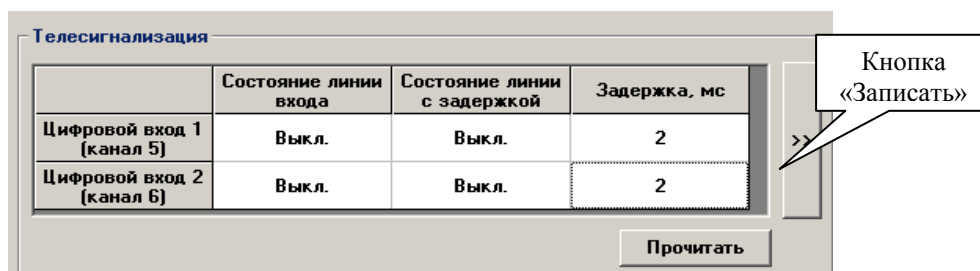 Телесигнализация
Состояние линии входа
Состояние линии с задержкой
Задержка, мс
Цифровой вход 1 (канал 5)
Выкл.
Выкл.
2
Цифровой вход 2 (канал 6)
Выкл.
Выкл.
2
>>
Кнопка
«Записать»
Прочитать